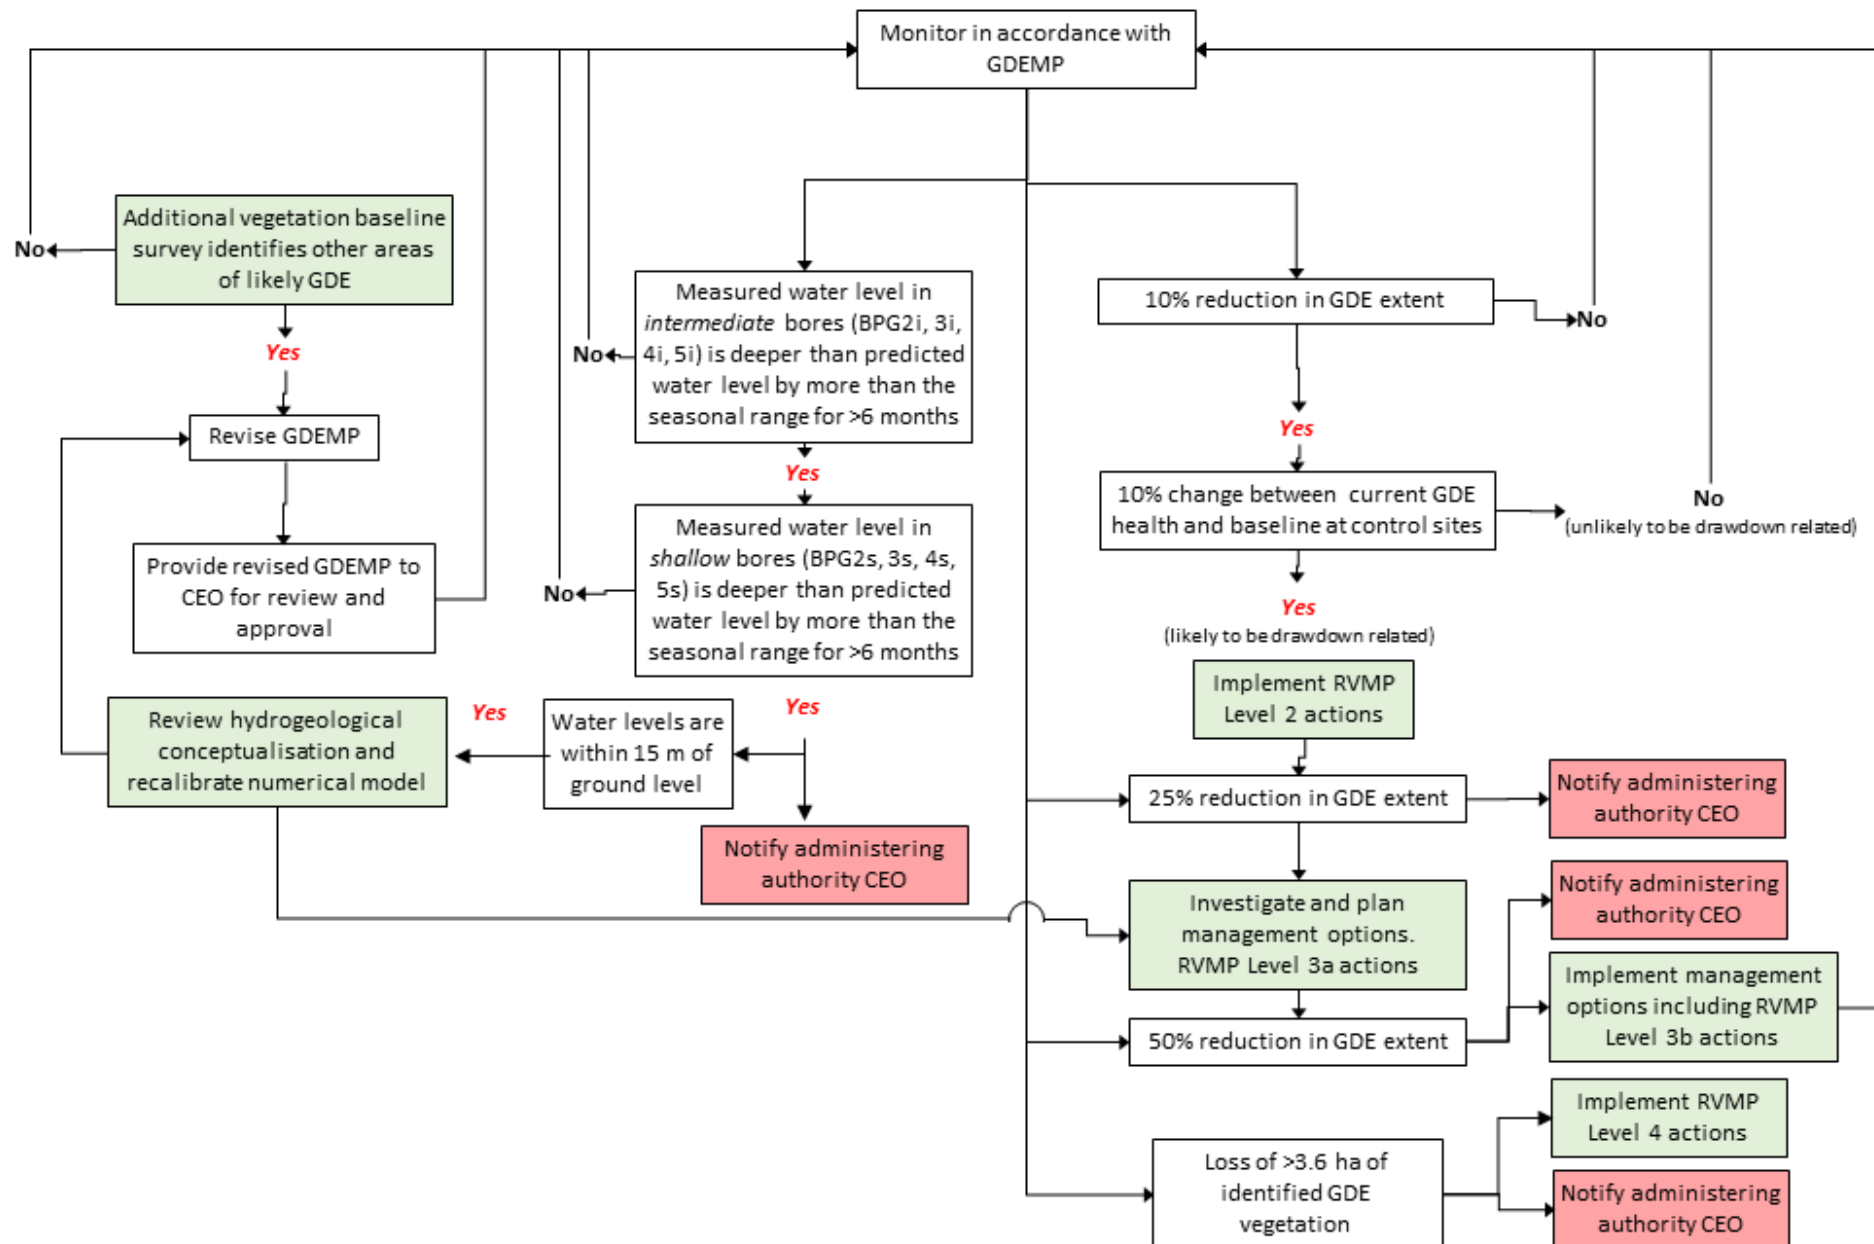 Monitor in accordance with
GDEMP
Additional vegetation baseline
survey identifies other areas
of likely GDE
No
Yes
Revise GDEMP
Provide revised GDEMP to
CEO for review and
approval
Review hydrogeological
conceptualisation and
recalibrate numerical model
Measured water level in
intermediate bores (BPG2i, 3i,
4i, 5i) is deeper than predicted
water level by more than the
seasonal range for >6 months
No
Yes
Measured water level in
shallow bores (BPG2s, 3s, 4s,
5s) is deeper than predicted
water level by more than the
seasonal range for >6 months
No
Yes
Yes
Water levels are
within 15 m of
ground level
Notify administering
authority CEO
10% reduction in GDE extent
No
Yes
10% change between current GDE
health and baseline at control sites
No
(unlikely to be drawdown related)
Yes
(likely to be drawdown related)
Implement RVMP
Level 2 actions
25% reduction in GDE extent
Notify administering
authority CEO
Investigate and plan
management options.
RVMP Level 3a actions
Notify administering
authority CEO
50% reduction in GDE extent
Implement management
options including RVMP
Level 3b actions
Loss of >3.6 ha of
identified GDE
vegetation
Implement RVMP
Level 4 actions
Notify administering
authority CEO